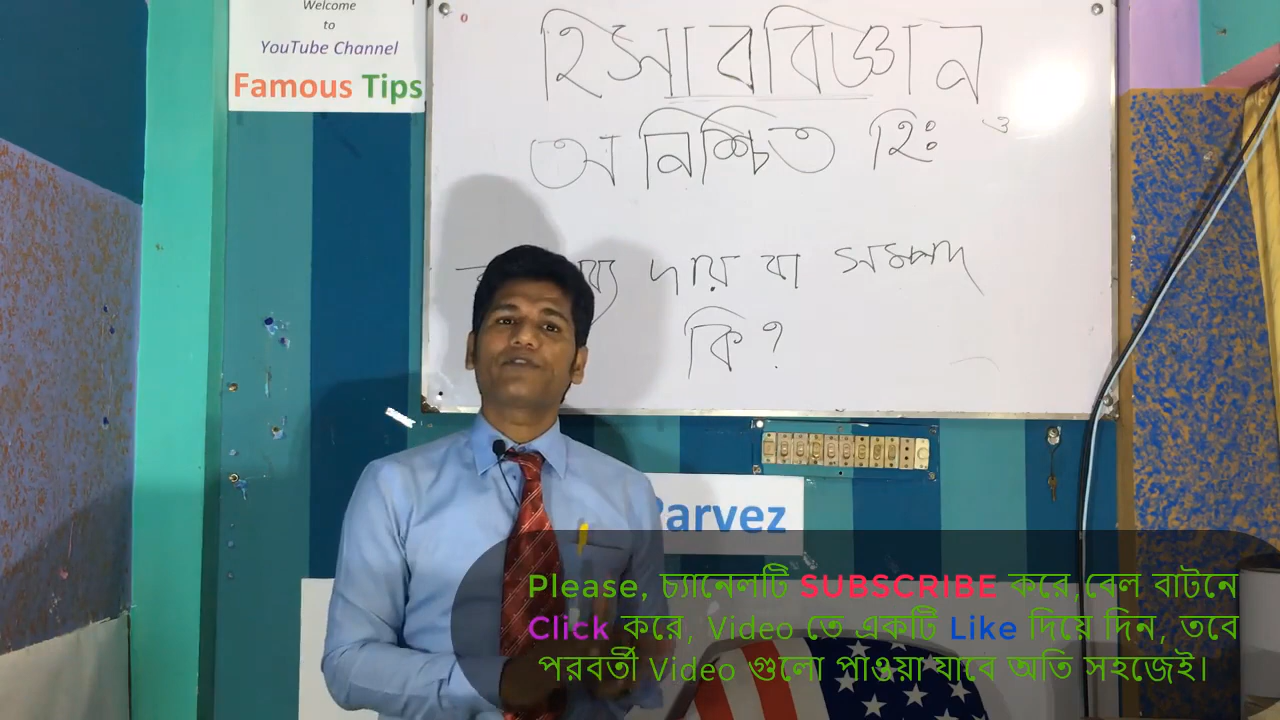 Welcome
to
YouTube Channel
Famous Tips
হিসাববিজ্ঞান
অনিশ্চিত হিঃ ও
দায় বা সম্পদ
কি?
Parvez
Please, চ্যানেলটি SUBSCRIBE করে,বেল বাটনে
Click করে, Video তে একটি Like দিয়ে দিন, তবে
পরবর্তী Video গুলো পাওয়া যাবে অতি সহজেই।